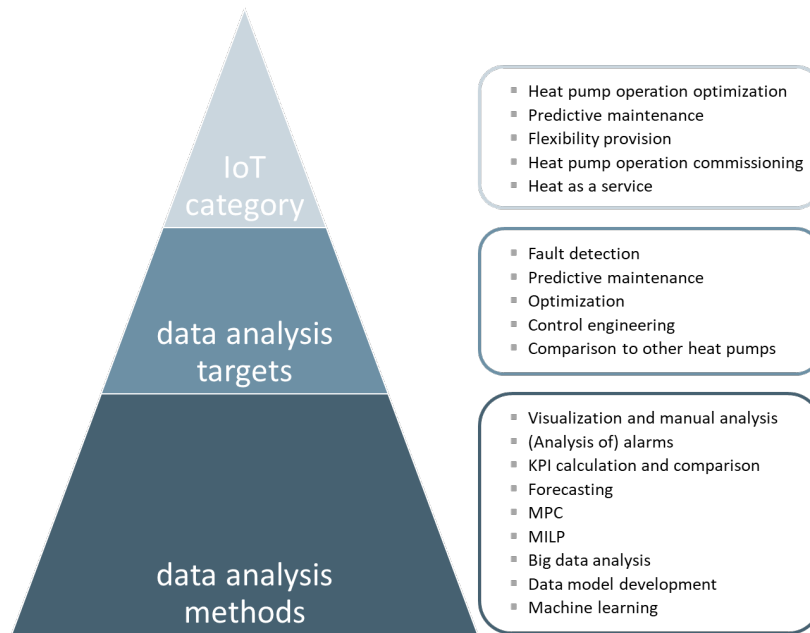 IoT
category
Heat pump operation optimization
Predictive maintenance
Flexibility provision
Heat pump operation commissioning
Heat as a service
data analysis
targets
Fault detection
Predictive maintenance
Optimization
Control engineering
Comparison to other heat pumps
data analysis
methods
Visualization and manual analysis
(Analysis of) alarms
KPI calculation and comparison
Forecasting
MPC
MILP
Big data analysis
Data model development
Machine learning